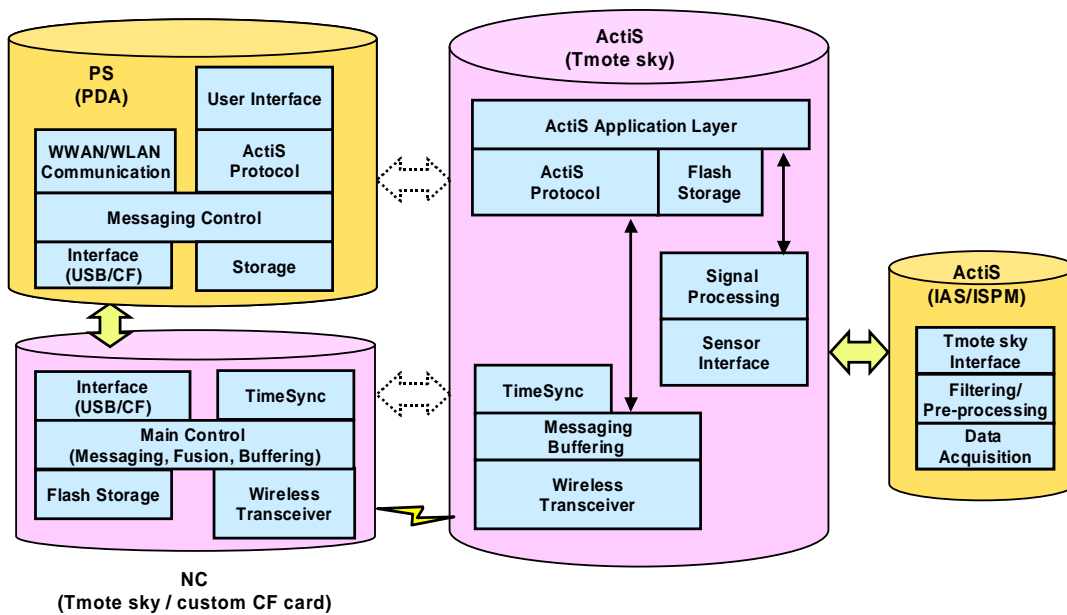 PS
(PDA)
User Interface
WWAN/WLAN
Communication
ActiS
Protocol
Messaging Control
Interface
(USB/CF)
Storage
Interface
(USB/CF)
TimeSync
Main Control
(Messaging, Fusion, Buffering)
Flash Storage
Wireless
Transceiver
NC
(Tmote sky / custom CF card)
ActiS
(Tmote sky)
ActiS Application Layer
ActiS
Protocol
Flash
Storage
Signal
Processing
Sensor
Interface
TimeSync
Messaging
Buffering
Wireless
Transceiver
ActiS
(IAS/ISPM)
Tmote sky
Interface
Filtering/
Pre-processing
Data
Acquisition